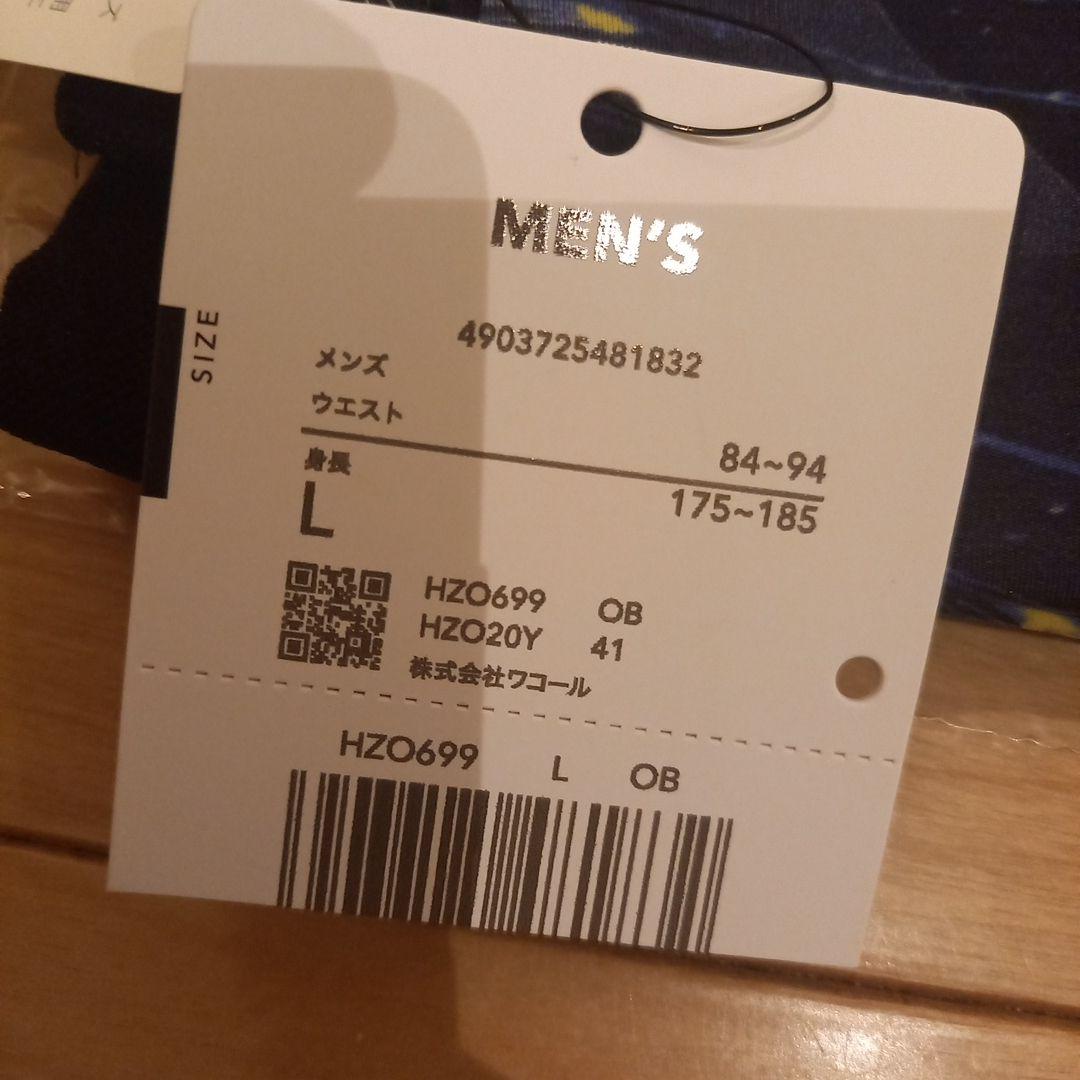 MEN'S
4903725481832
SIZE
メンズ
ウエスト 84~94
身長 175~185
L
HZO699 OB
HZO20Y 41
株式会社ワコール
HZO699 L OB